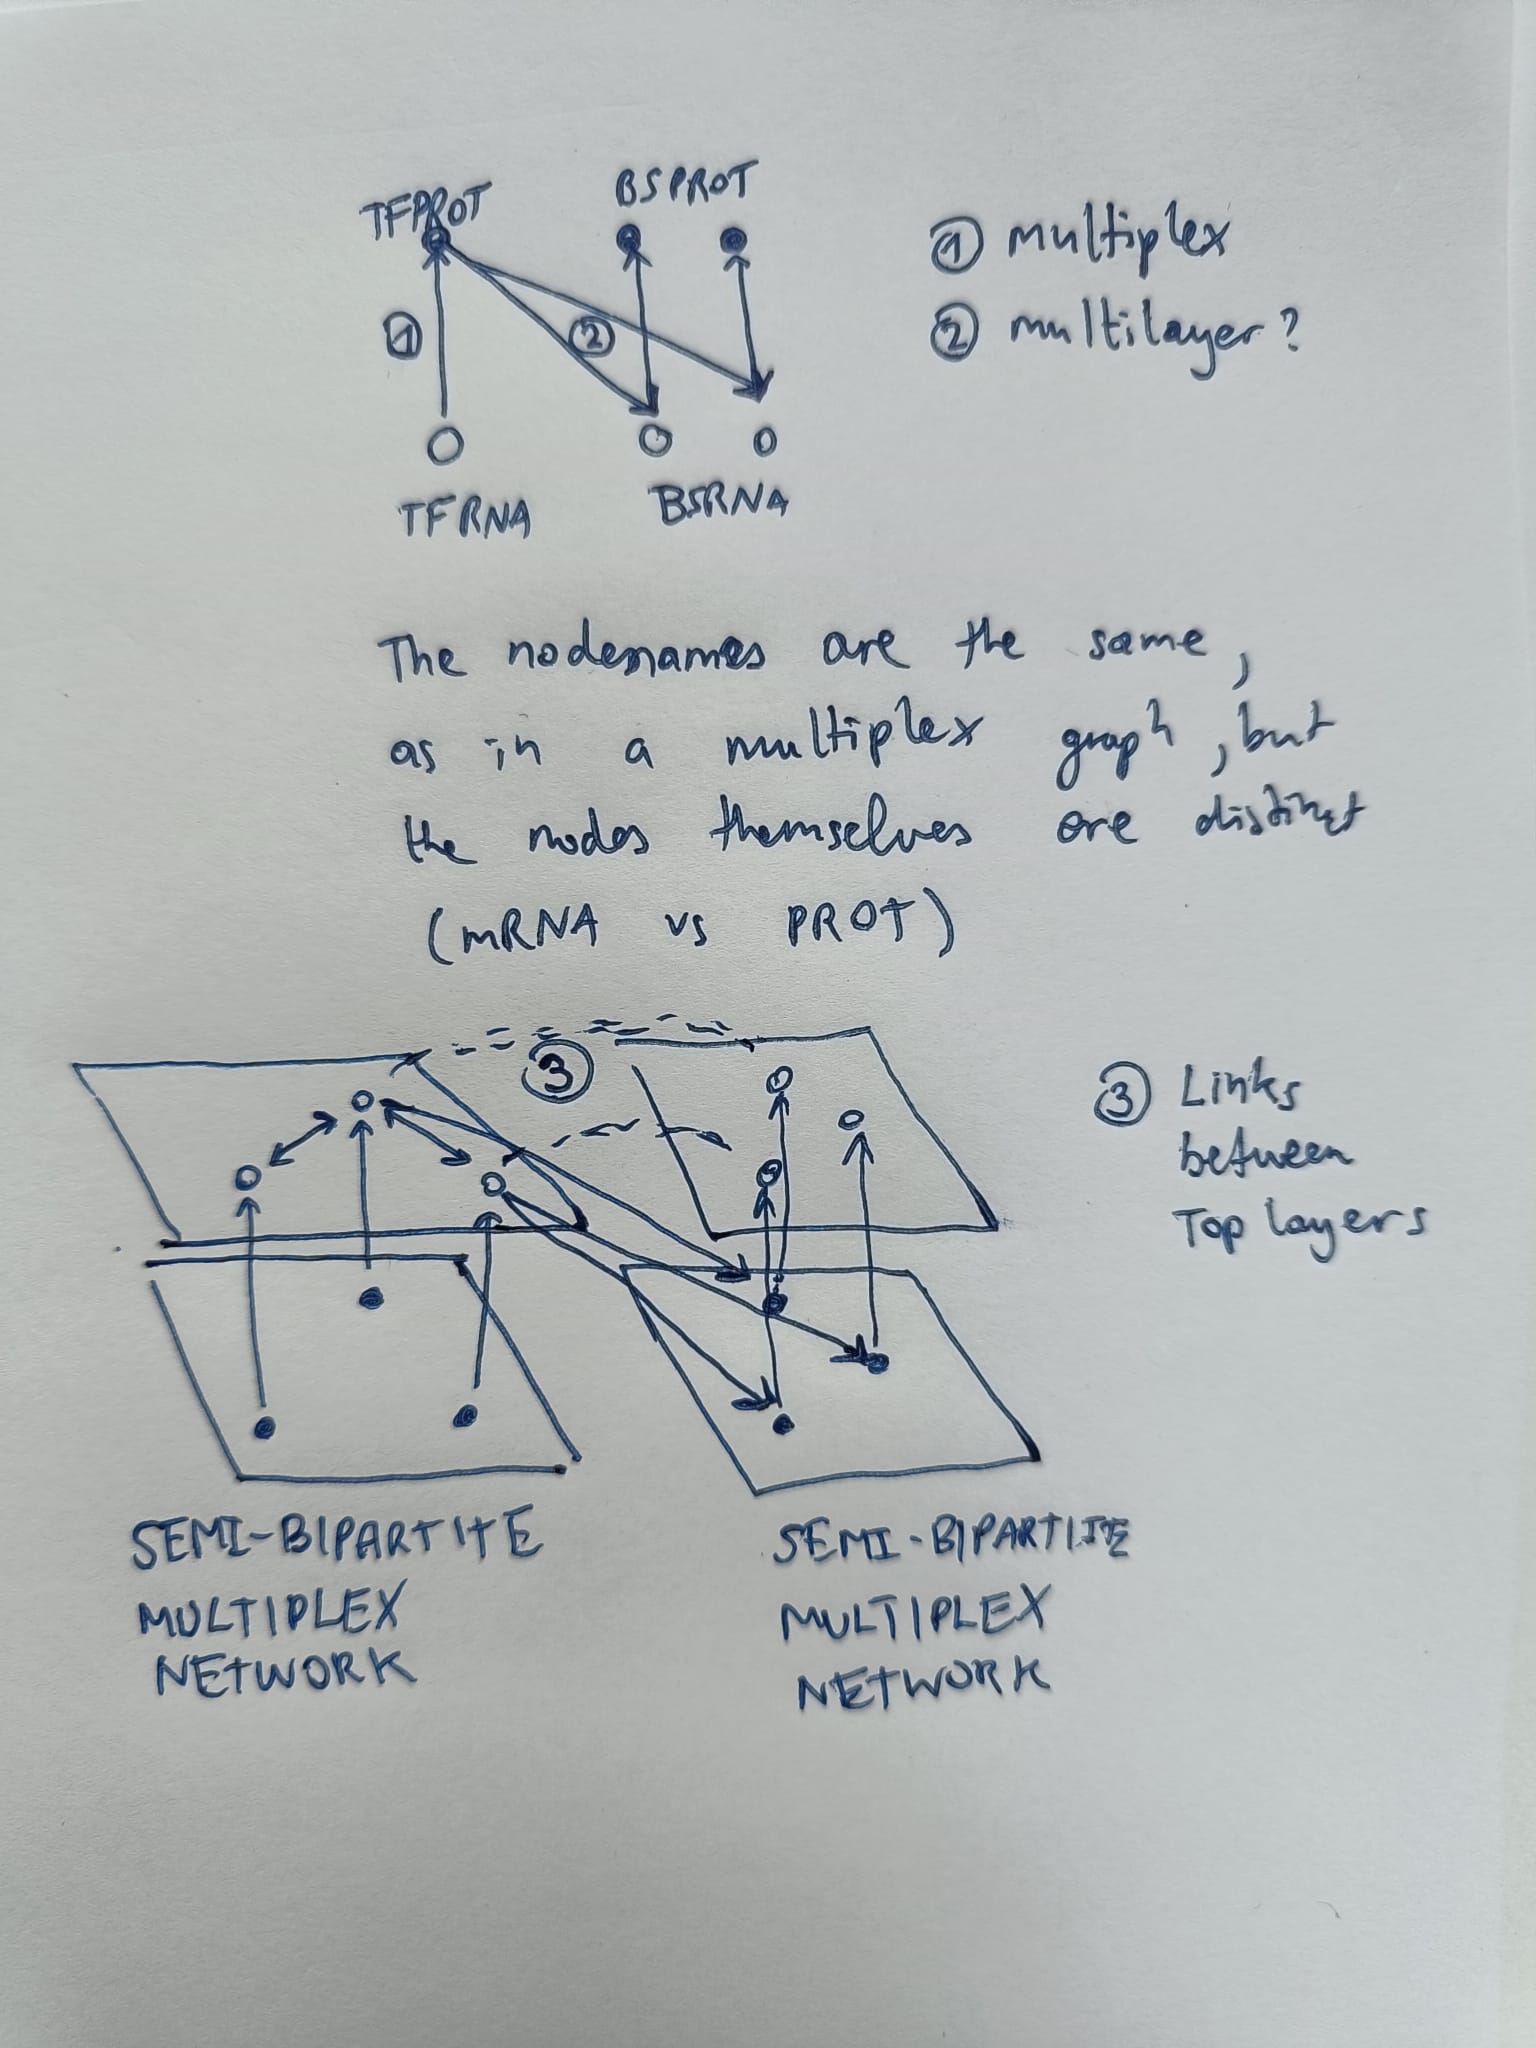 TFPROT
BSPROT
① multiplex
① ②
② multilayer?
TFRNA
BSRNA
The nodenames are the same,
as in a multiplex graph, but
the nodes themselves are distinct
(mRNA vs PROT)
③
③ Links
between
Top layers
SEMI-BIPARTITE
MULTIPLEX
NETWORK
SEMI-BIPARTITE
MULTIPLEX
NETWORK